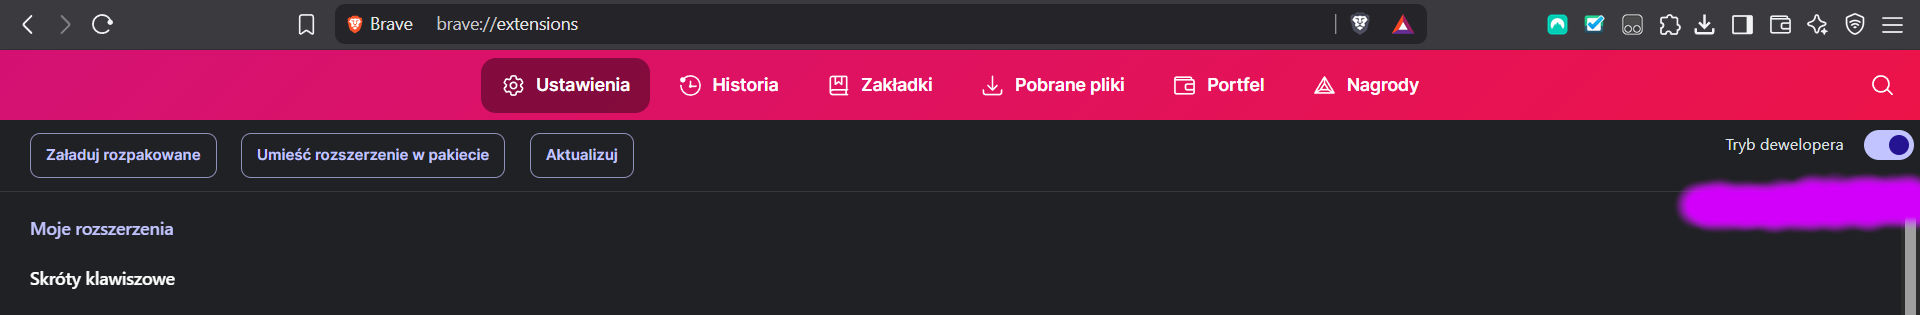 Brave brave://extensions
Ustawienia Historia Zakładki Pobrane pliki Portfel Nagrody
Załaduj rozpakowane Umieść rozszerzenie w pakiecie Aktualizuj Tryb dewelopera
Moje rozszerzenia
Skróty klawiszowe